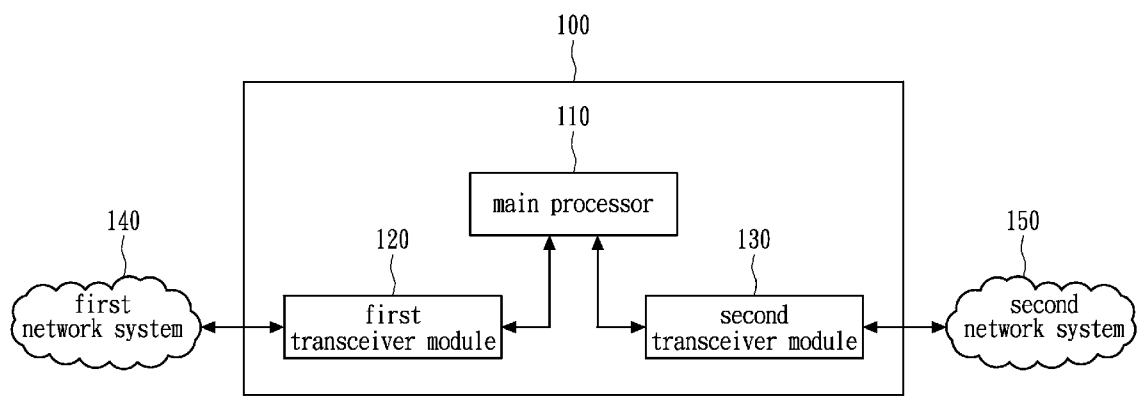 100
110
main processor
140
120
130
150
first
network system
first
transceiver module
second
transceiver module
second
network system